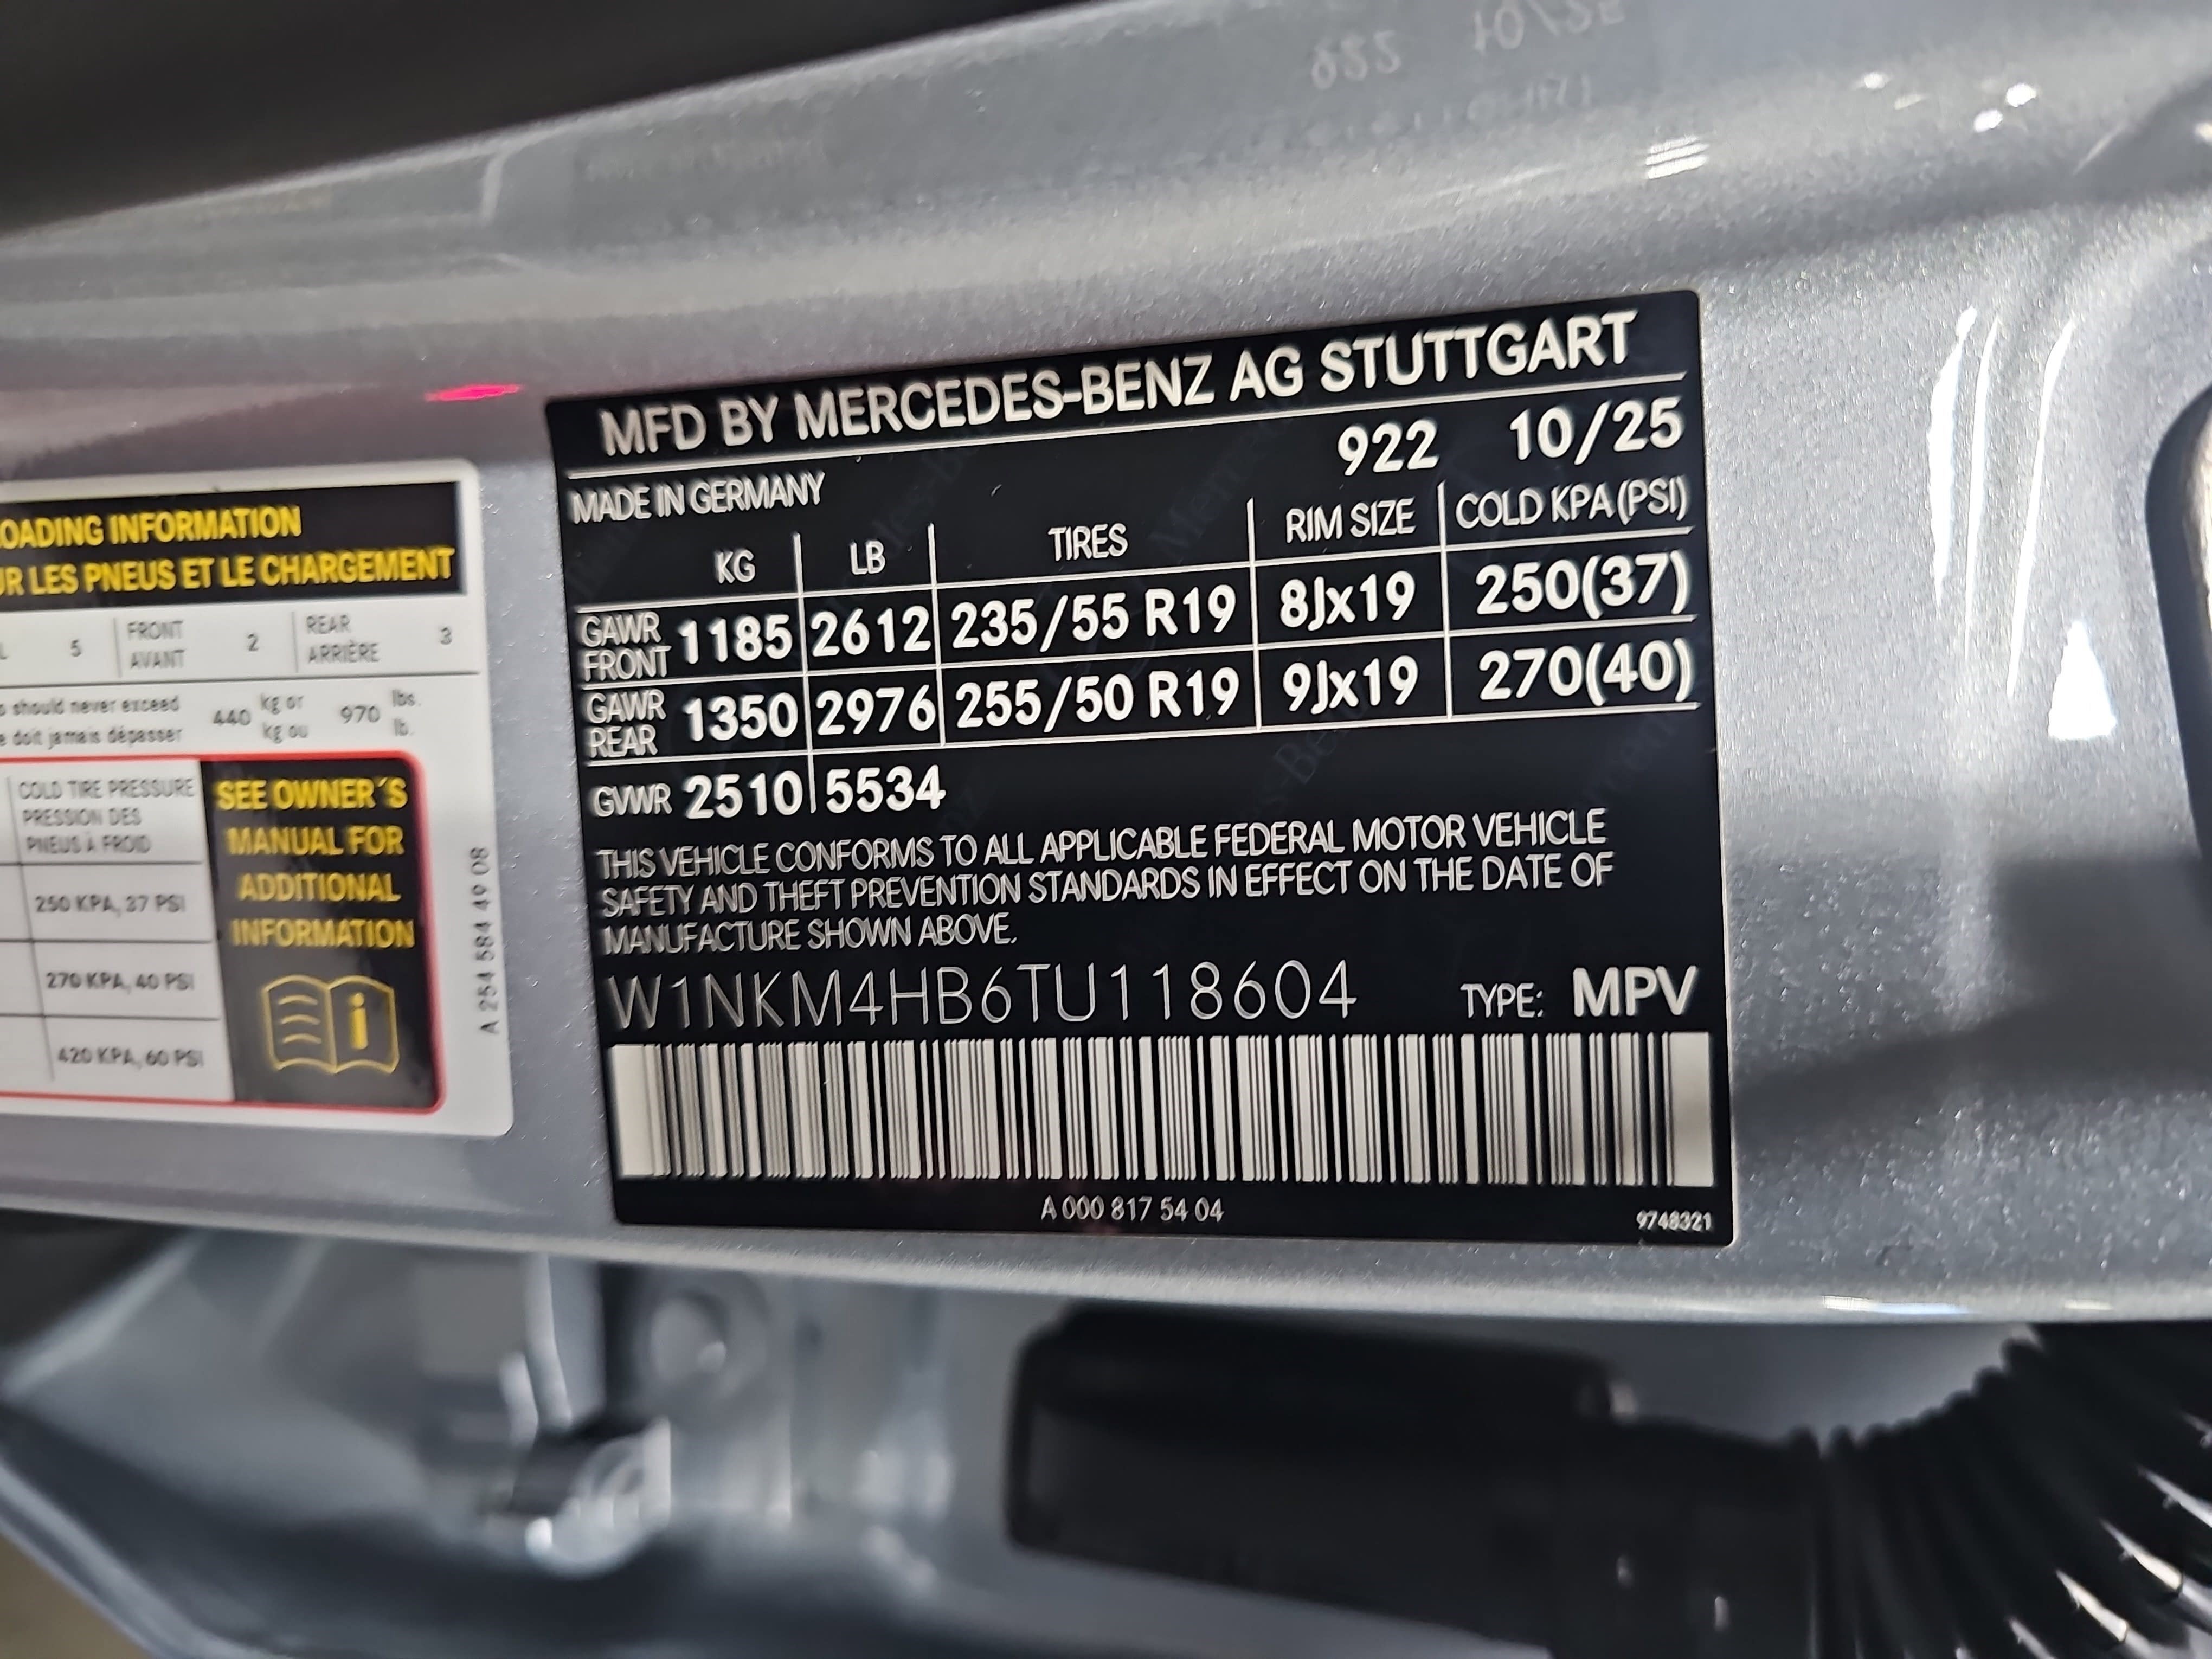 922 10/25
OADING INFORMATION
UR LES PNEUS ET LE CHARGEMENT
L 5 FRONT AVANT 2 REAR ARRIÈRE 3
should never exceed 440 kg or 970 lbs.
e doit jamais dépasser kg ou lb.
COLD TIRE PRESSURE
PRESSION DES
PNEUS À FROID
250 KPA, 37 PSI
270 KPA, 40 PSI
420 KPA, 60 PSI
SEE OWNER´S
MANUAL FOR
ADDITIONAL
INFORMATION
A 254 584 49 08
MFD BY MERCEDES-BENZ AG STUTTGART
922 10/25
MADE IN GERMANY
KG LB TIRES RIM SIZE COLD KPA (PSI)
GAWR FRONT 1185 2612 235/55 R19 8Jx19 250(37)
GAWR REAR 1350 2976 255/50 R19 9Jx19 270(40)
GVWR 2510 5534
THIS VEHICLE CONFORMS TO ALL APPLICABLE FEDERAL MOTOR VEHICLE
SAFETY AND THEFT PREVENTION STANDARDS IN EFFECT ON THE DATE OF
MANUFACTURE SHOWN ABOVE.
W1NKM4HB6TU118604 TYPE: MPV
A 000 817 54 04
9748321